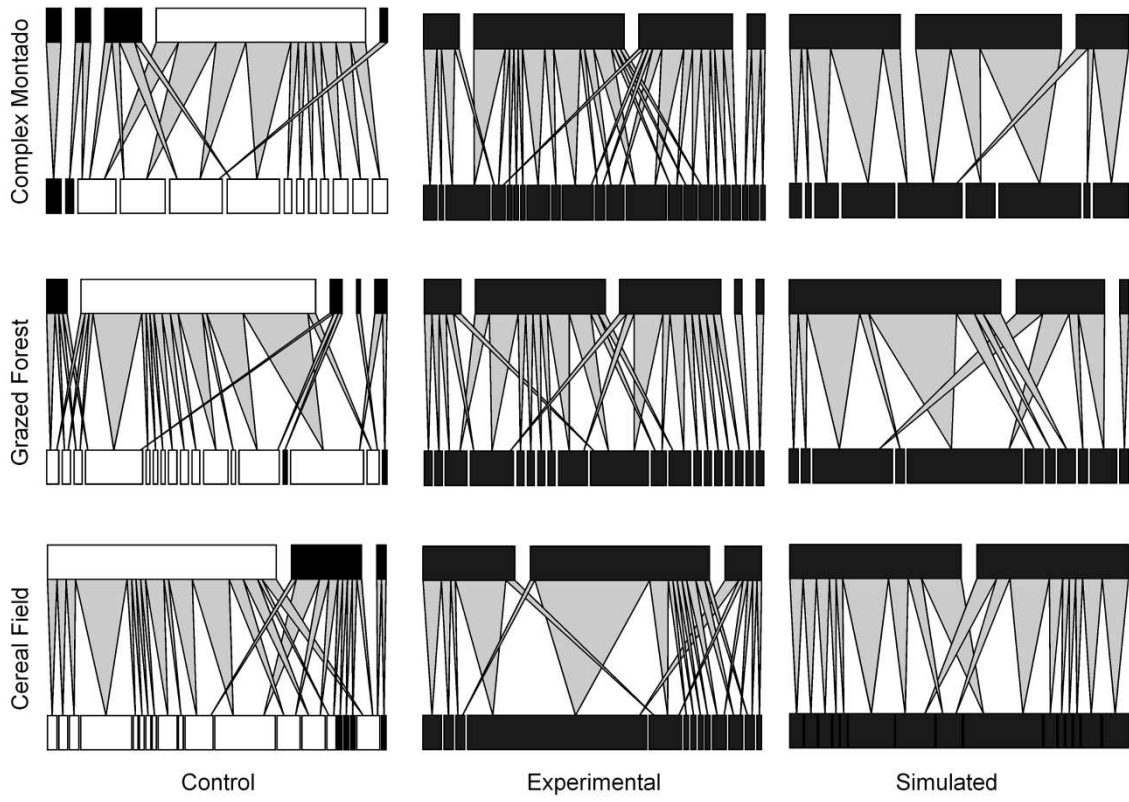 Complex Montado
Grazed Forest
Cereal Field
Control
Experimental
Simulated